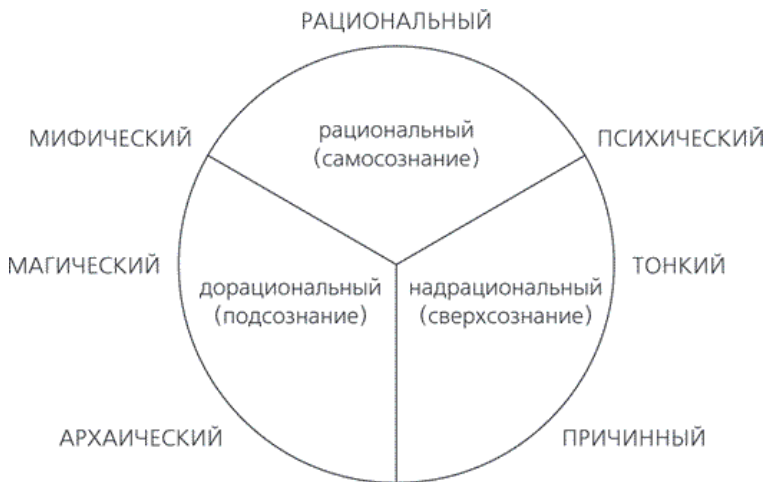 РАЦИОНАЛЬНЫЙ
МИФИЧЕСКИЙ
рациональный
(самосознание)
ПСИХИЧЕСКИЙ
МАГИЧЕСКИЙ
дорациональный
(подсознание)
надрациональный
(сверхсознание)
ТОНКИЙ
АРХАИЧЕСКИЙ
ПРИЧИННЫЙ